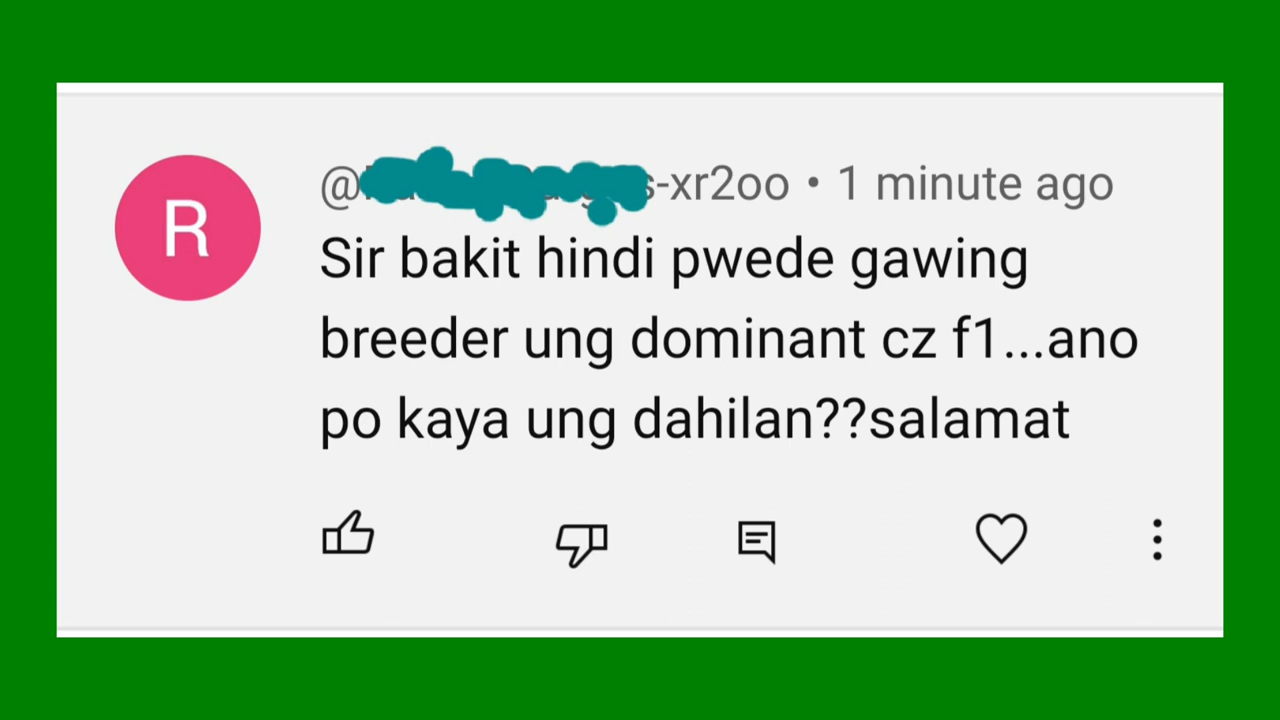 R
@ s-xr2oo • 1 minute ago
Sir bakit hindi pwede gawing
breeder ung dominant cz f1...ano
po kaya ung dahilan??salamat